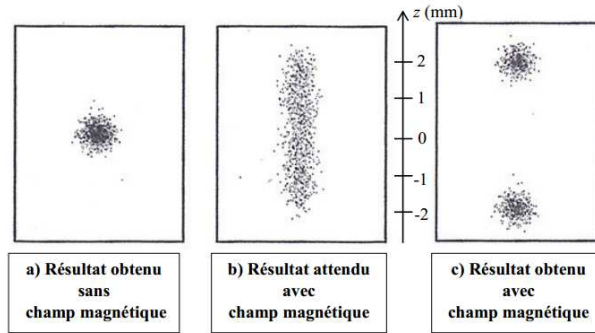 z (mm)
2
1
0
-1
-2
a) Résultat obtenu
sans
champ magnétique
b) Résultat attendu
avec
champ magnétique
c) Résultat obtenu
avec
champ magnétique